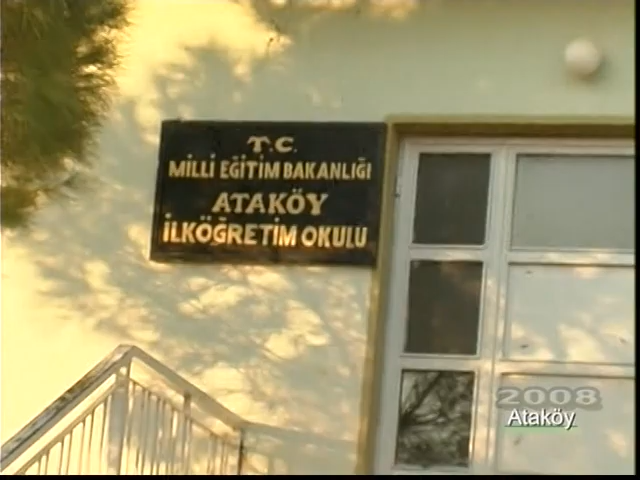 T.C.
MİLLİ EĞİTİM BAKANLIĞI
ATAKÖY
İLKÖĞRETİM OKULU
2008
Ataköy